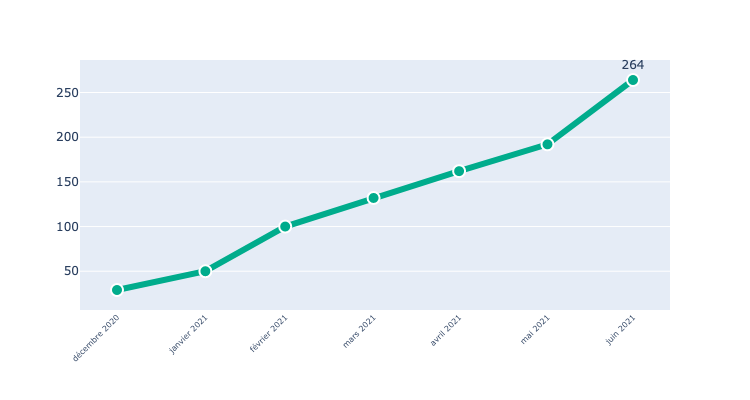 264
250
200
150
100
50
décembre 2020
janvier 2021
février 2021
mars 2021
avril 2021
mai 2021
juin 2021